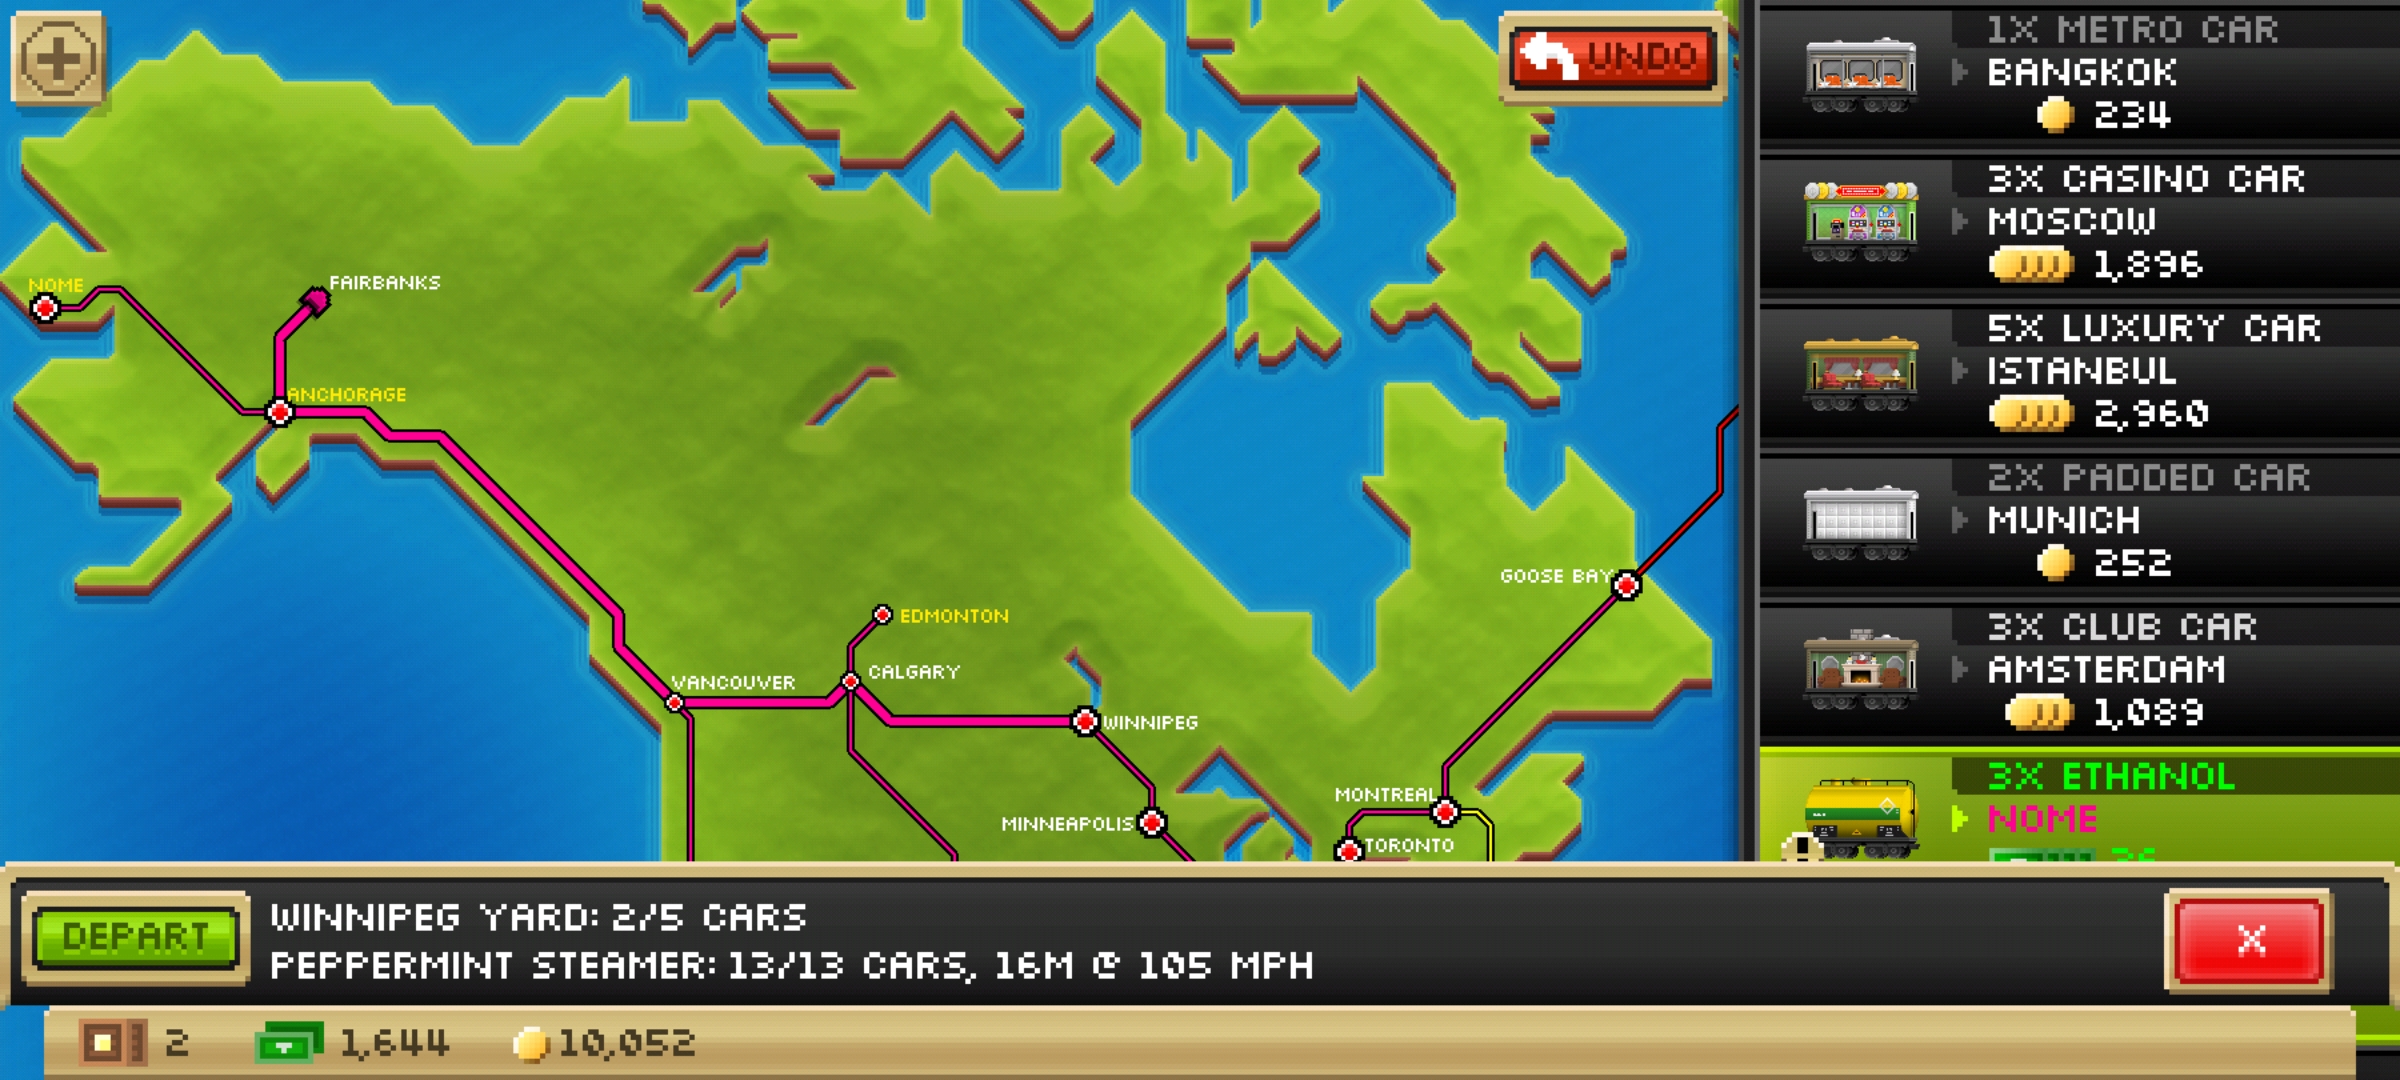 UNDO
NOME
FAIRBANKS
ANCHORAGE
GOOSE BAY
EDMONTON
CALGARY
VANCOUVER
WINNIPEG
MONTREAL
MINNEAPOLIS
TORONTO
1X METRO CAR
BANGKOK
234
3X CASINO CAR
MOSCOW
1,896
5X LUXURY CAR
ISTANBUL
2,960
2X PADDED CAR
MUNICH
252
3X CLUB CAR
AMSTERDAM
1,089
3X ETHANOL
NOME
DEPART
WINNIPEG YARD: 2/5 CARS
PEPPERMINT STEAMER: 13/13 CARS, 16M @ 105 MPH
X
2
1,644
10,052